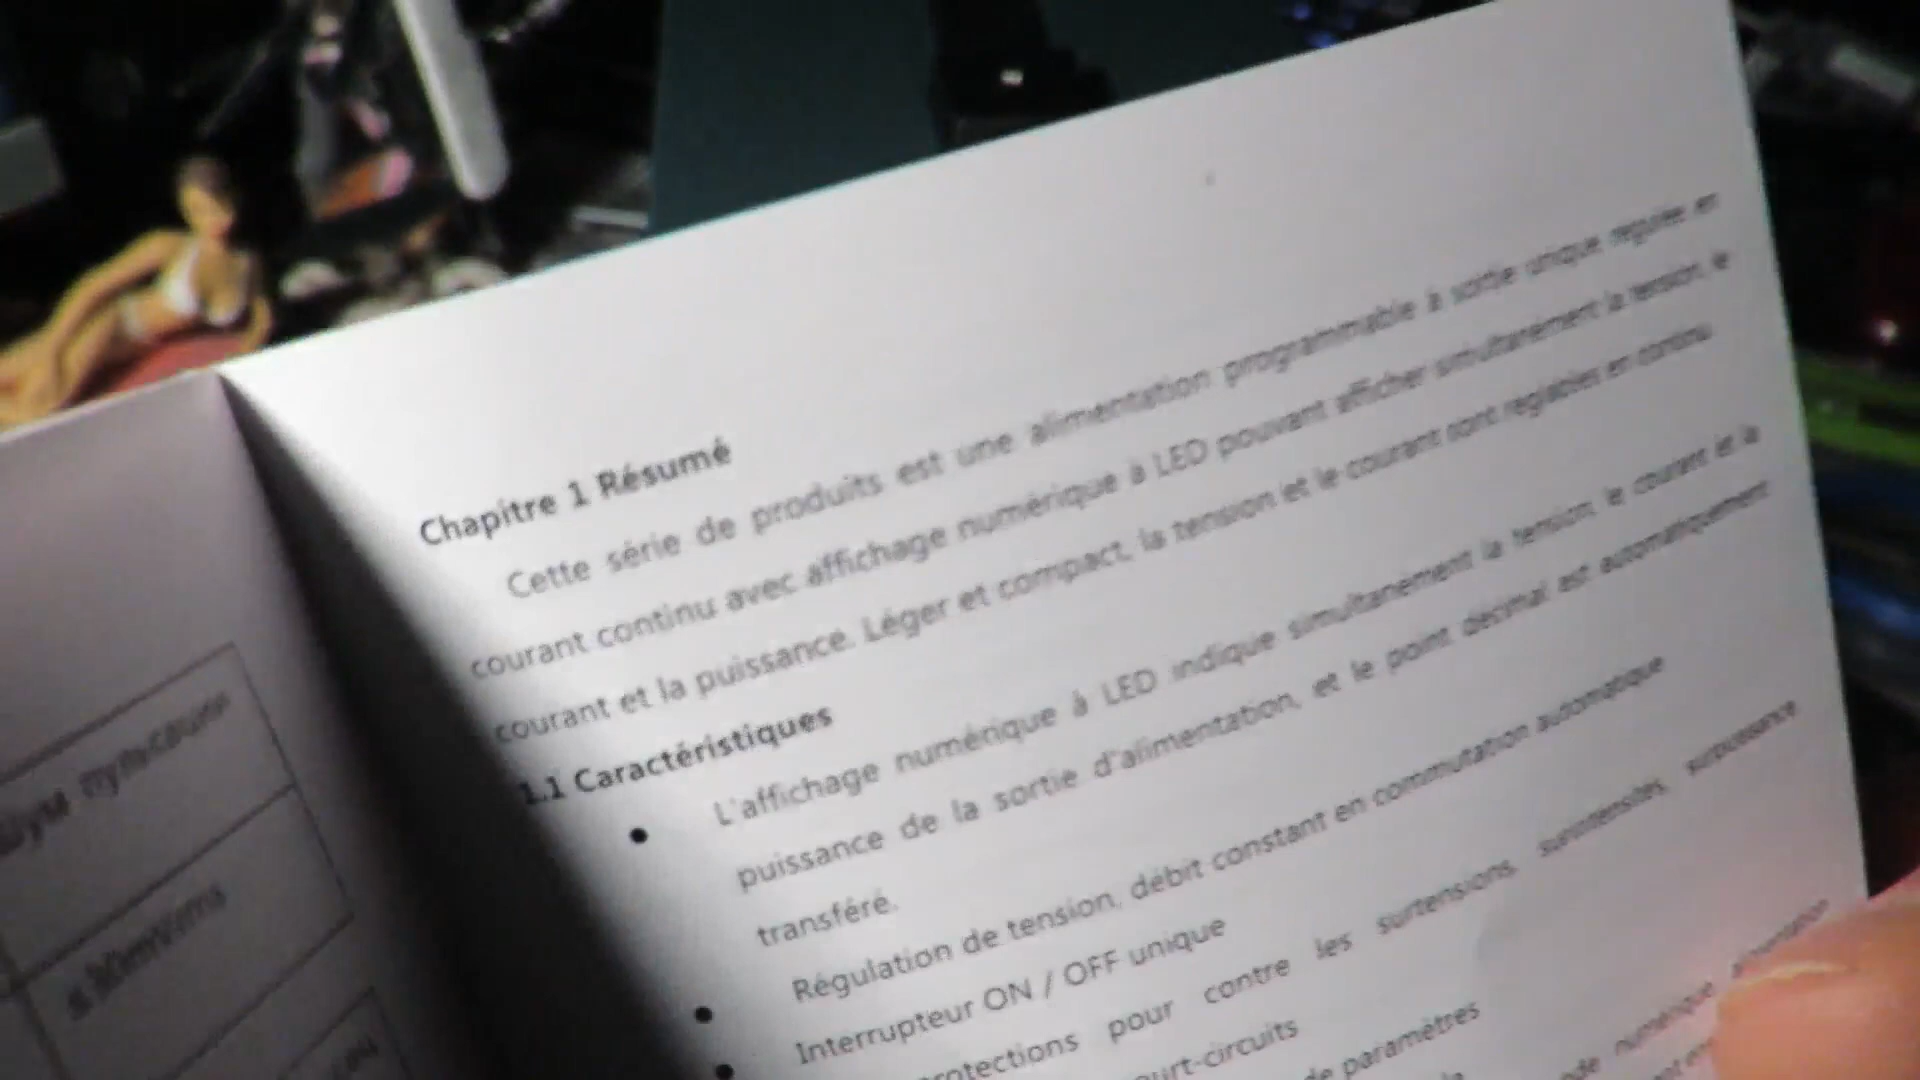 Chapitre 1 Résumé
Cette série de produits est une alimentation programmable à sortie unique régulée en
courant continu avec affichage numérique à LED pouvant afficher simultanément la tension, le
courant et la puissance. Léger et compact, la tension et le courant sont réglables en continu.
1.1 Caractéristiques
● L'affichage numérique à LED indique simultanément la tension, le courant et la
puissance de la sortie d'alimentation, et le point décimal est automatiquement
transféré.
● Régulation de tension, débit constant en commutation automatique
● Interrupteur ON / OFF unique
pour contre les surtensions, surintensités, surpuissance
de paramètres
numérique
≤30mVrms